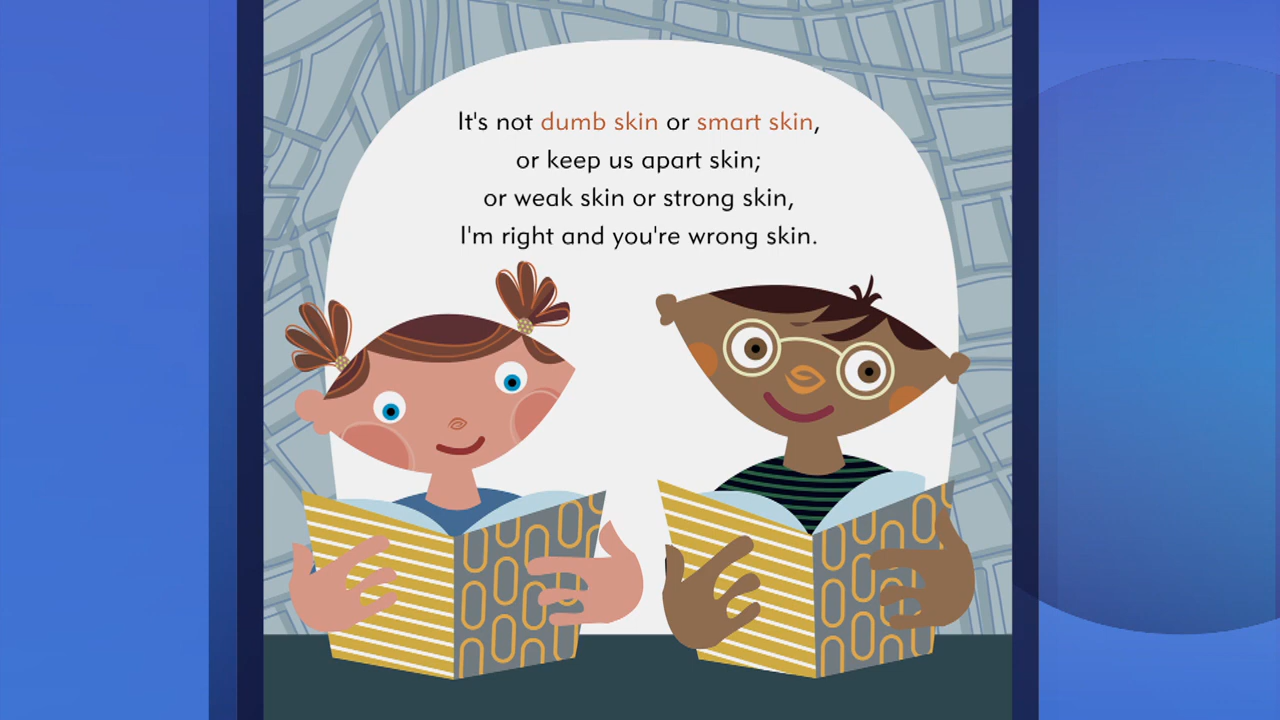 It's not dumb skin or smart skin,
or keep us apart skin;
or weak skin or strong skin,
I'm right and you're wrong skin.